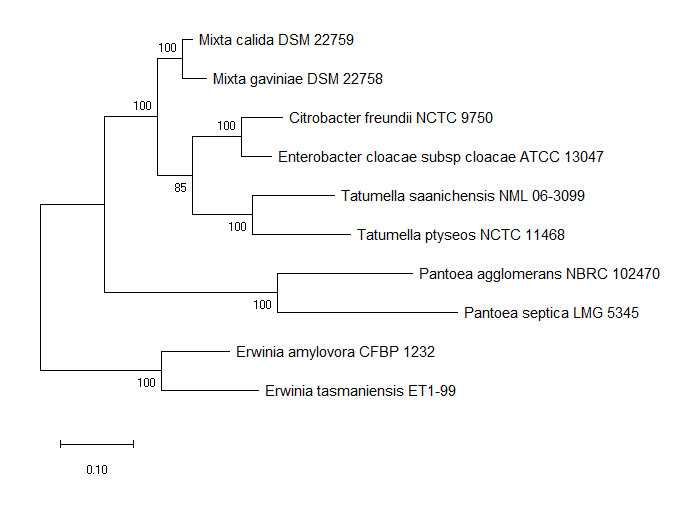 100
Mixta calida DSM 22759
Mixta gaviniae DSM 22758
100
Citrobacter freundii NCTC 9750
100
Enterobacter cloacae subsp cloacae ATCC 13047
85
Tatumella saanichensis NML 06-3099
100
Tatumella ptyseos NCTC 11468
Pantoea agglomerans NBRC 102470
100
Pantoea septica LMG 5345
Erwinia amylovora CFBP 1232
100
Erwinia tasmaniensis ET1-99
0.10